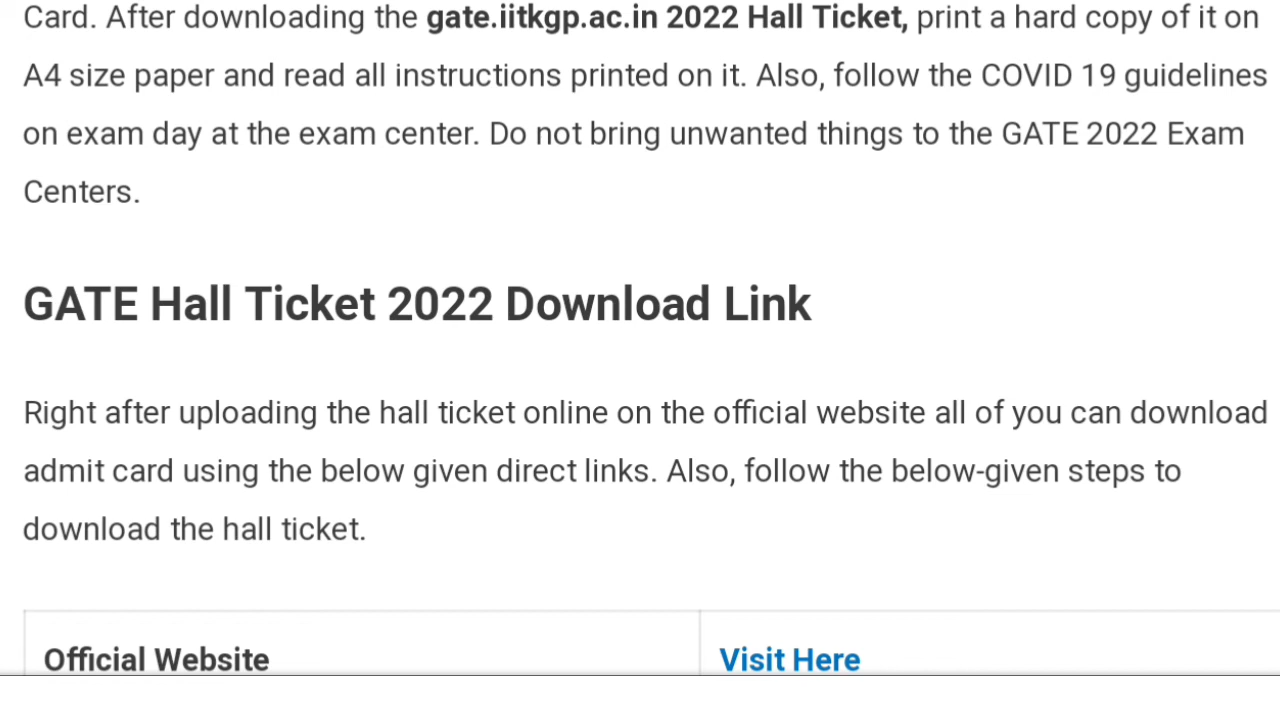 Card. After downloading the gate.iitkgp.ac.in 2022 Hall Ticket, print a hard copy of it on
A4 size paper and read all instructions printed on it. Also, follow the COVID 19 guidelines
on exam day at the exam center. Do not bring unwanted things to the GATE 2022 Exam
Centers.
GATE Hall Ticket 2022 Download Link
Right after uploading the hall ticket online on the official website all of you can download
admit card using the below given direct links. Also, follow the below-given steps to
download the hall ticket.
Official Website Visit Here